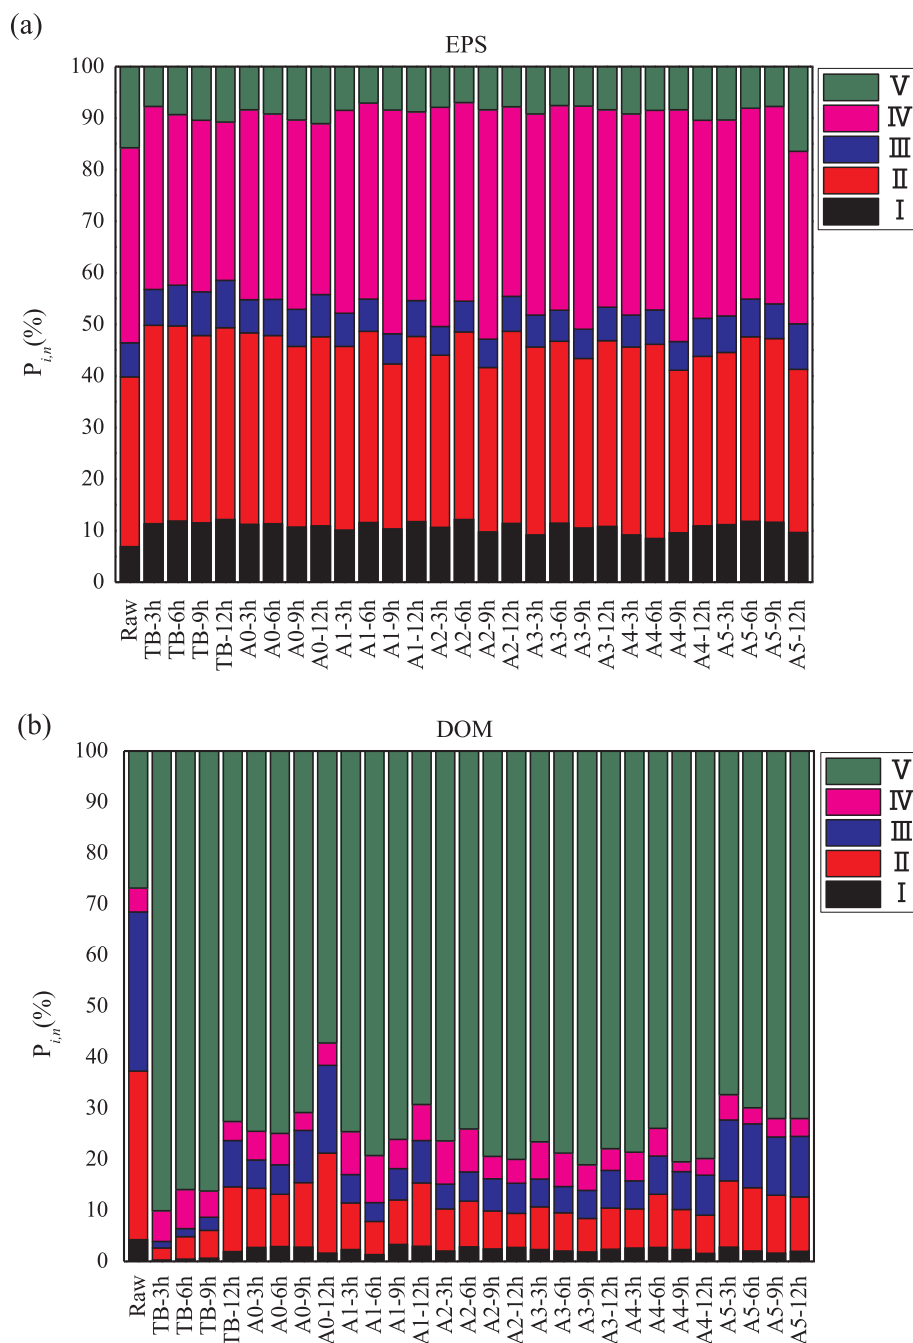 (a)
EPS
100
90
80
70
60
50
40
30
20
10
0
P i,n (%)
V
IV
III
II
I
Raw
TB-3h
TB-6h
TB-9h
TB-12h
A0-3h
A0-6h
A0-9h
A0-12h
A1-3h
A1-6h
A1-9h
A1-12h
A2-3h
A2-6h
A2-9h
A2-12h
A3-3h
A3-6h
A3-9h
A3-12h
A4-3h
A4-6h
A4-9h
A4-12h
A5-3h
A5-6h
A5-9h
A5-12h
(b)
DOM
100
90
80
70
60
50
40
30
20
10
0
P i,n (%)
V
IV
III
II
I
Raw
TB-3h
TB-6h
TB-9h
TB-12h
A0-3h
A0-6h
A0-9h
A0-12h
A1-3h
A1-6h
A1-9h
A1-12h
A2-3h
A2-6h
A2-9h
A2-12h
A3-3h
A3-6h
A3-9h
A3-12h
A4-3h
A4-6h
A4-9h
A4-12h
A5-3h
A5-6h
A5-9h
A5-12h